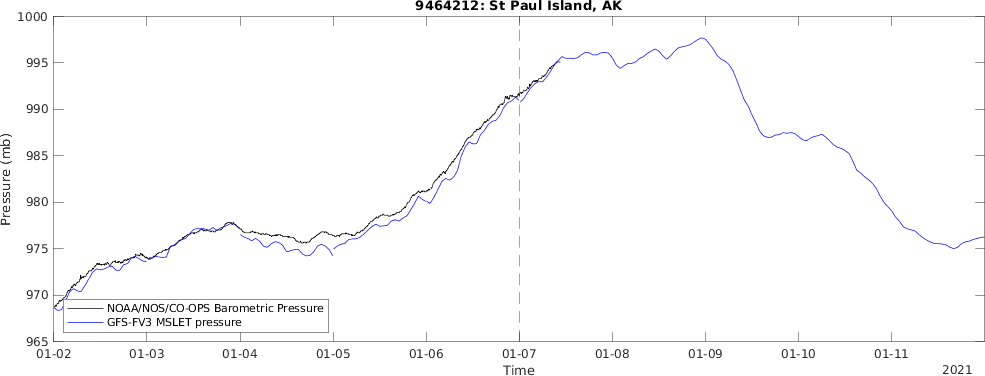 9464212: St Paul Island, AK
1000
995
990
985
980
975
970
965
Pressure (mb)
NOAA/NOS/CO-OPS Barometric Pressure
GFS-FV3 MSLET pressure
01-02 01-03 01-04 01-05 01-06 01-07 01-08 01-09 01-10 01-11
Time
2021